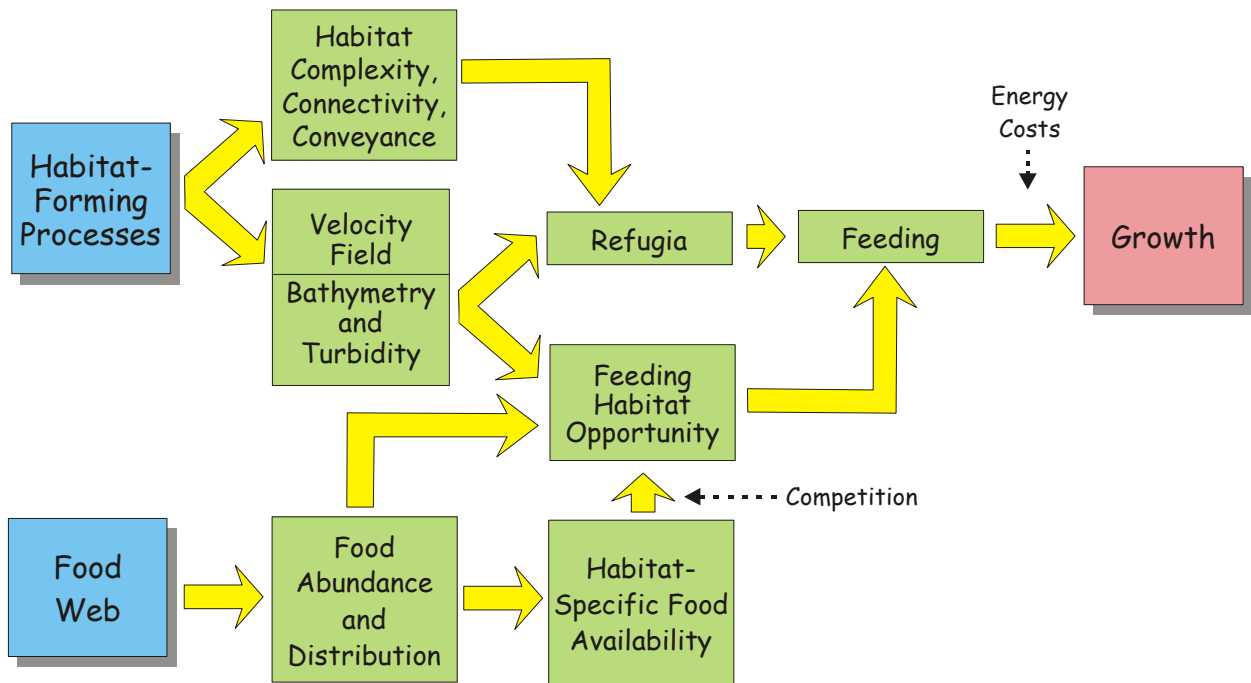 Habitat
Complexity,
Connectivity,
Conveyance
Habitat-
Forming
Processes
Velocity
Field
Bathymetry
and
Turbidity
Refugia
Feeding
Energy
Costs
Growth
Feeding
Habitat
Opportunity
Competition
Food
Web
Food
Abundance
and
Distribution
Habitat-
Specific Food
Availability